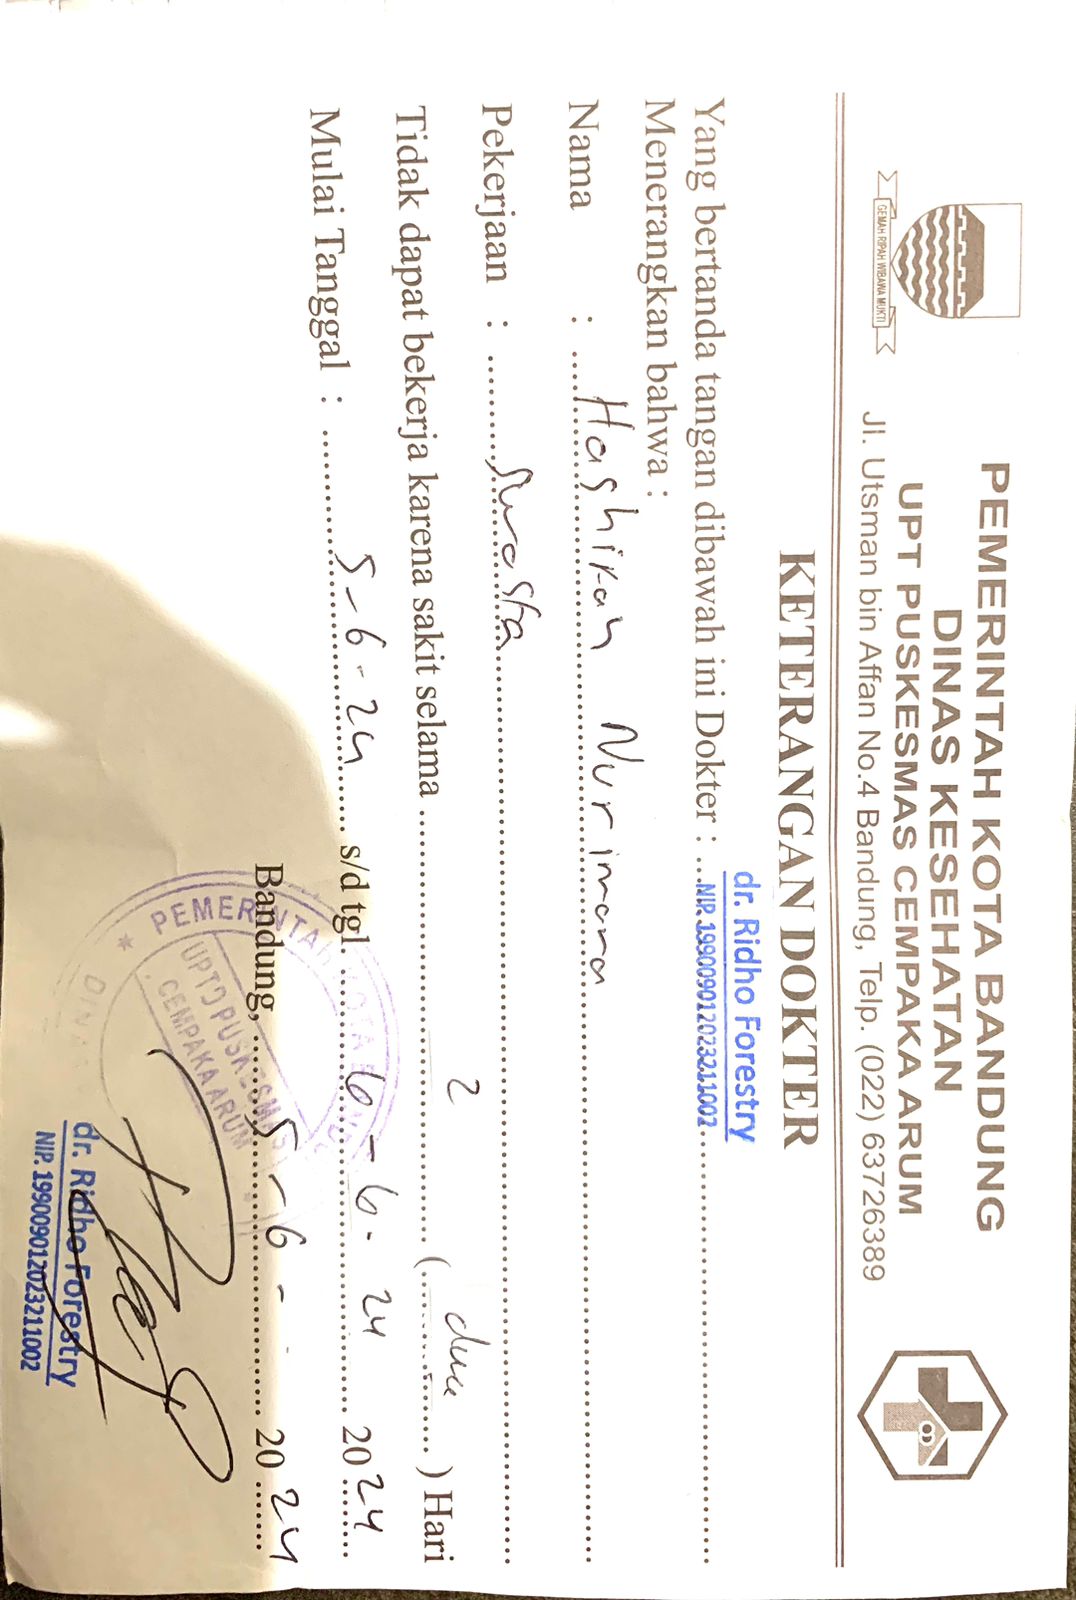 PEMERINTAH KOTA BANDUNG
DINAS KESEHATAN
UPT PUSKESMAS CEMPAKA ARUM
Jl. Utsman bin Affan No.4 Bandung, Telp. (022) 63726389
GEMAH RIPAH WIBAWA MUKTI
KETERANGAN DOKTER
dr. Ridho Forestry
Yang bertanda tangan dibawah ini Dokter : NIP. 199009012023211002
Menerangkan bahwa :
Nama : Hashirah Nurimana
Pekerjaan : Swasta
Tidak dapat bekerja karena sakit selama 2 ( dua ) Hari
Mulai Tanggal : 5-6-24 s/d tgl 6-6-24 2024
Bandung, 5-6- 2024
PEMERINTAH KOTA
UPTD PUSKESMAS
CEMPAKA ARUM
dr. Ridho Forestry
NIP. 199009012023211002